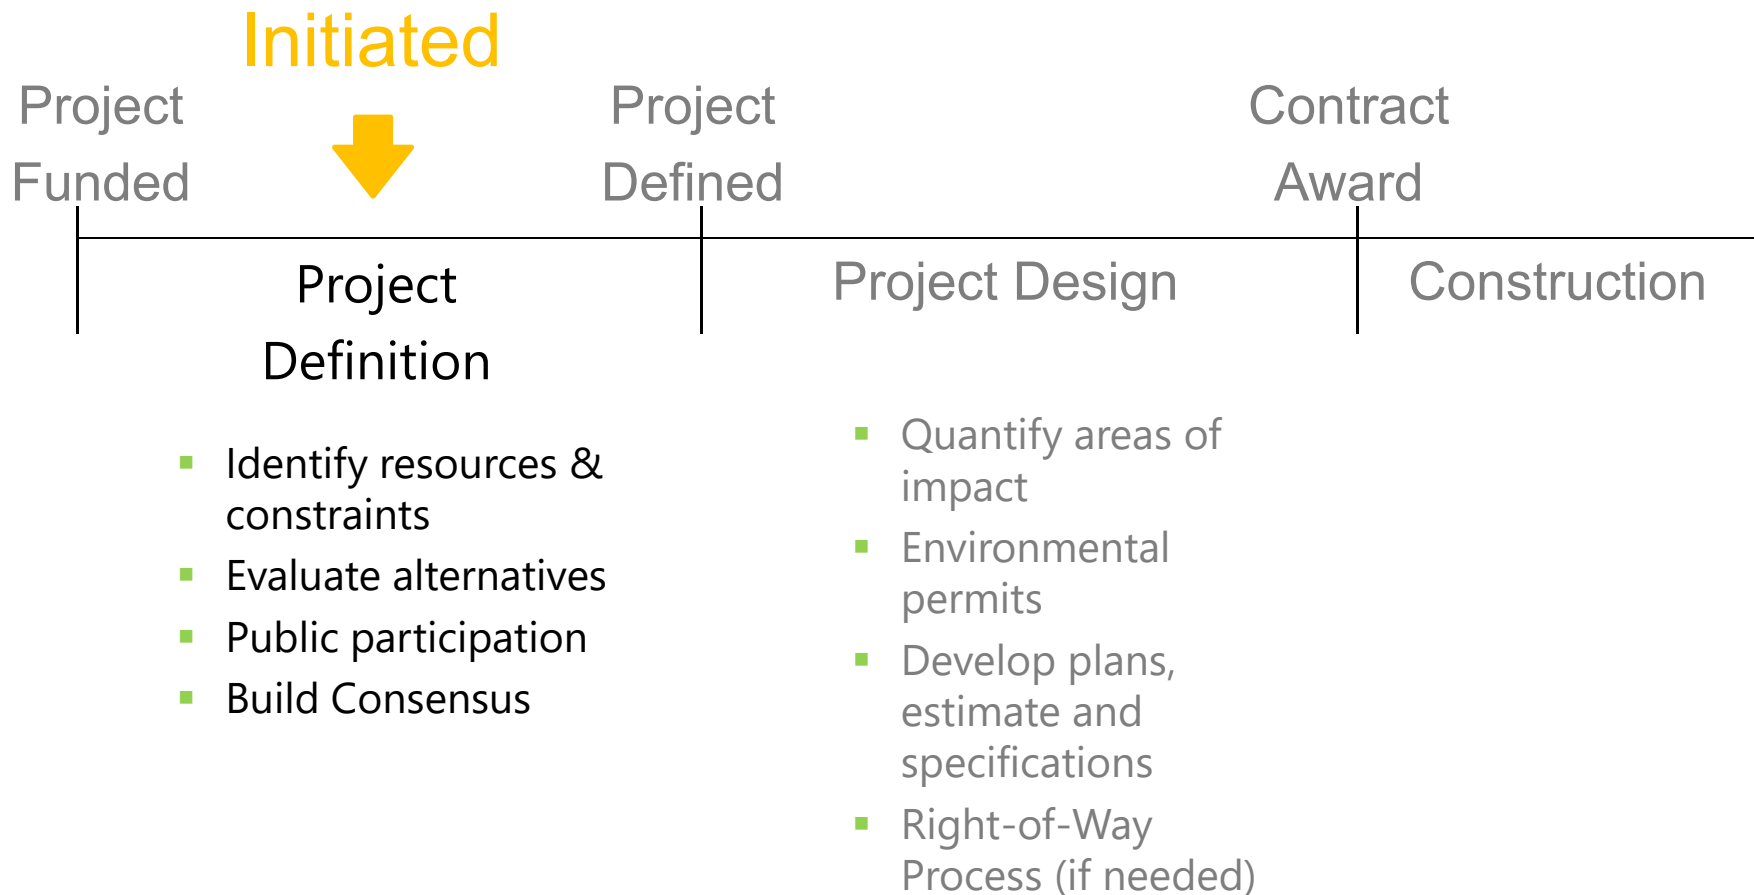 Initiated
Project
Funded
Project
Defined
Contract
Award
Project
Definition
Project Design
Construction
Identify resources &
constraints
Evaluate alternatives
Public participation
Build Consensus
Quantify areas of
impact
Environmental
permits
Develop plans,
estimate and
specifications
Right-of-Way
Process (if needed)